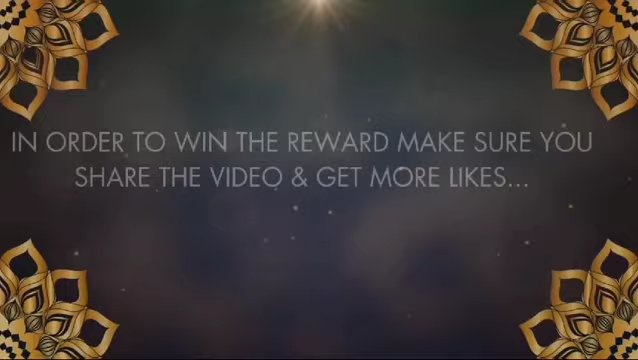 IN ORDER TO WIN THE REWARD MAKE SURE YOU
SHARE THE VIDEO & GET MORE LIKES...